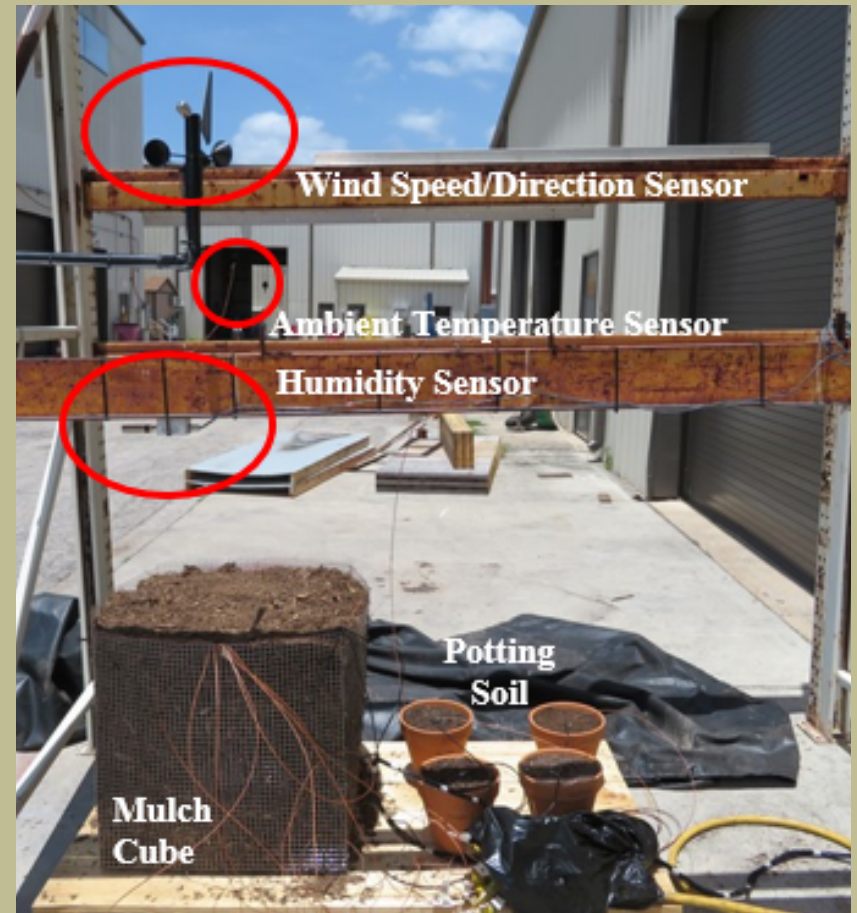 Wind Speed/Direction Sensor
Ambient Temperature Sensor
Humidity Sensor
Potting
Soil
Mulch
Cube